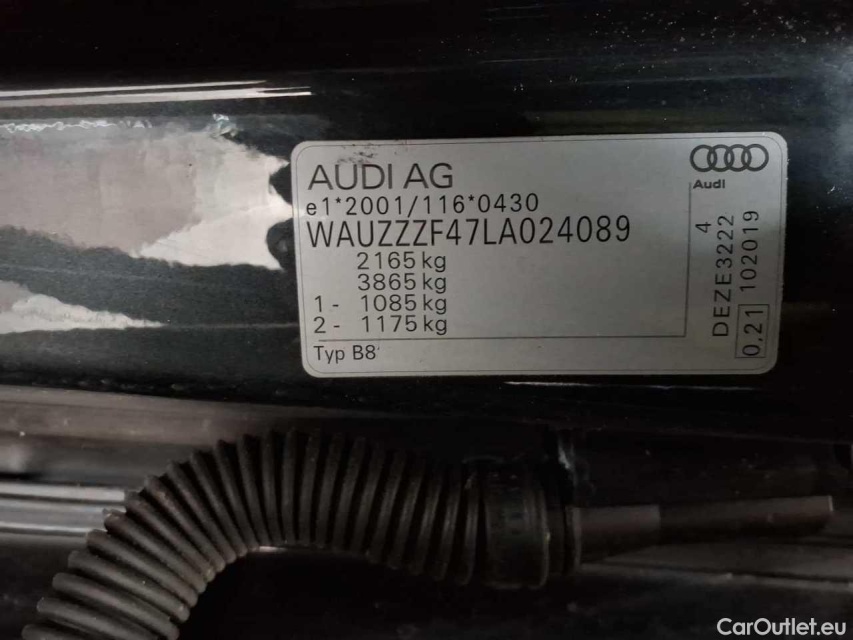 AUDI AG
e1*2001/116*0430
WAUZZZF47LA024089
2165 kg
3865 kg
1 - 1085 kg
2 - 1175 kg
Typ B8
Audi
4
DEZE3222
0,21 102019
CarOutlet.eu